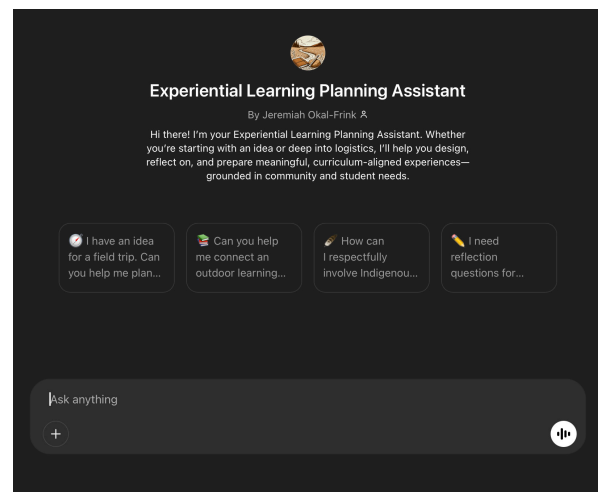 Experiential Learning Planning Assistant
By Jeremiah Okal-Frink
Hi there! I'm your Experiential Learning Planning Assistant. Whether
you're starting with an idea or deep into logistics, I'll help you design,
reflect on, and prepare meaningful, curriculum-aligned experiences—
grounded in community and student needs.
🧭 I have an idea
for a field trip. Can
you help me plan...
📚 Can you help
me connect an
outdoor learning...
🪶 How can
I respectfully
involve Indigenou...
✏️ I need
reflection
questions for...
Ask anything